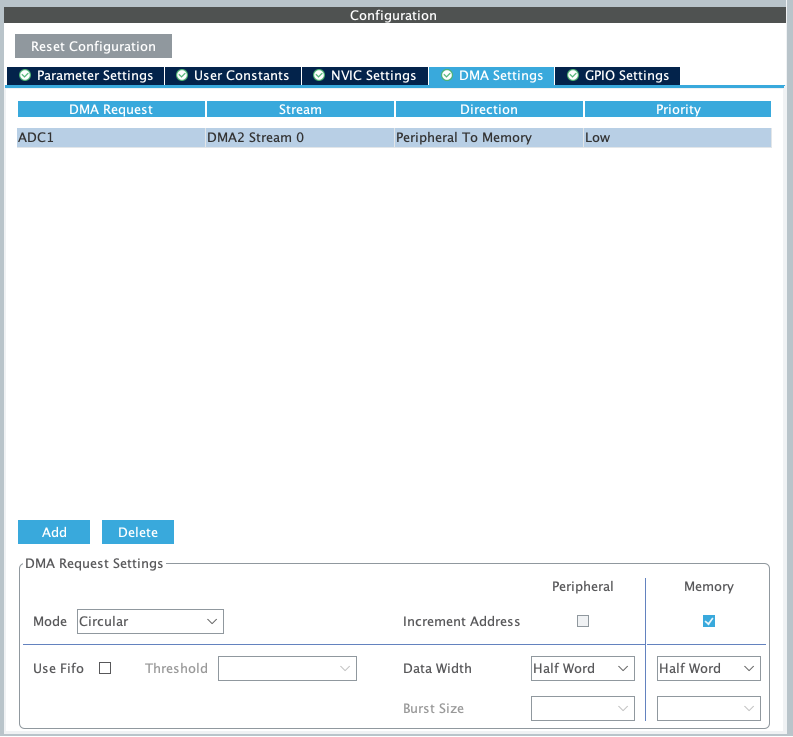 Configuration
Reset Configuration
Parameter Settings User Constants NVIC Settings DMA Settings GPIO Settings
DMA Request Stream Direction Priority
ADC1 DMA2 Stream 0 Peripheral To Memory Low
Add Delete
DMA Request Settings
Peripheral Memory
Mode Circular Increment Address
Use Fifo Threshold Data Width Half Word Half Word
Burst Size